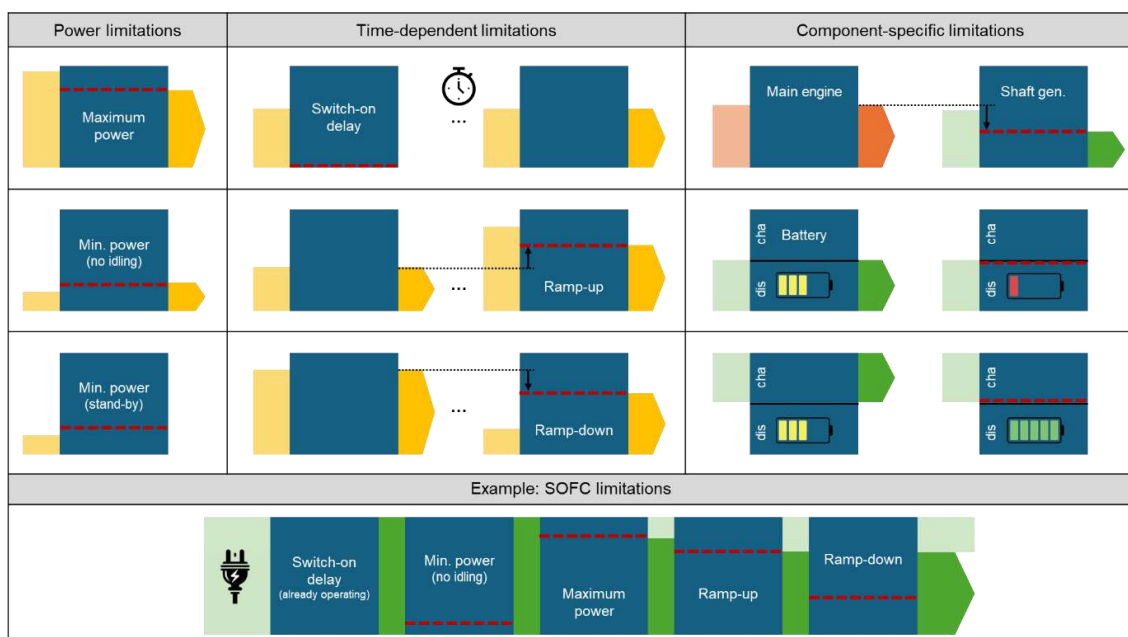 Power limitations
Time-dependent limitations
Component-specific limitations
Maximum
power
Switch-on
delay
...
Main engine
Shaft gen.
Min. power
(no idling)
...
Ramp-up
cha
Battery
dis
cha
dis
Min. power
(stand-by)
...
Ramp-down
cha
dis
cha
dis
Example: SOFC limitations
Switch-on
delay
(already operating)
Min. power
(no idling)
Maximum
power
Ramp-up
Ramp-down